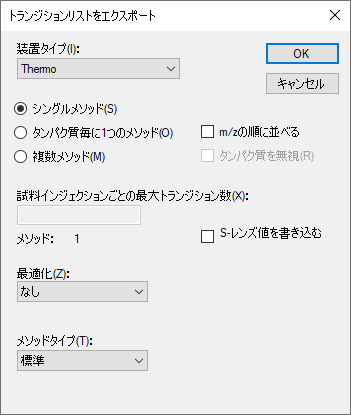 トランジションリストをエクスポート
装置タイプ(I):
Thermo
OK
キャンセル
シングルメソッド(S)
タンパク質毎に1つのメソッド(O)
m/zの順に並べる
複数メソッド(M)
タンパク質を無視(R)
試料インジェクションごとの最大トランジション数(X):
メソッド: 1
S-レンズ値を書き込む
最適化(Z):
なし
メソッドタイプ(T):
標準